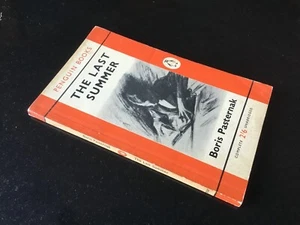 PENGUIN BOOKS
THE LAST
SUMMER
Boris Pasternak
COMPLETE 2/6 UNABRIDGED